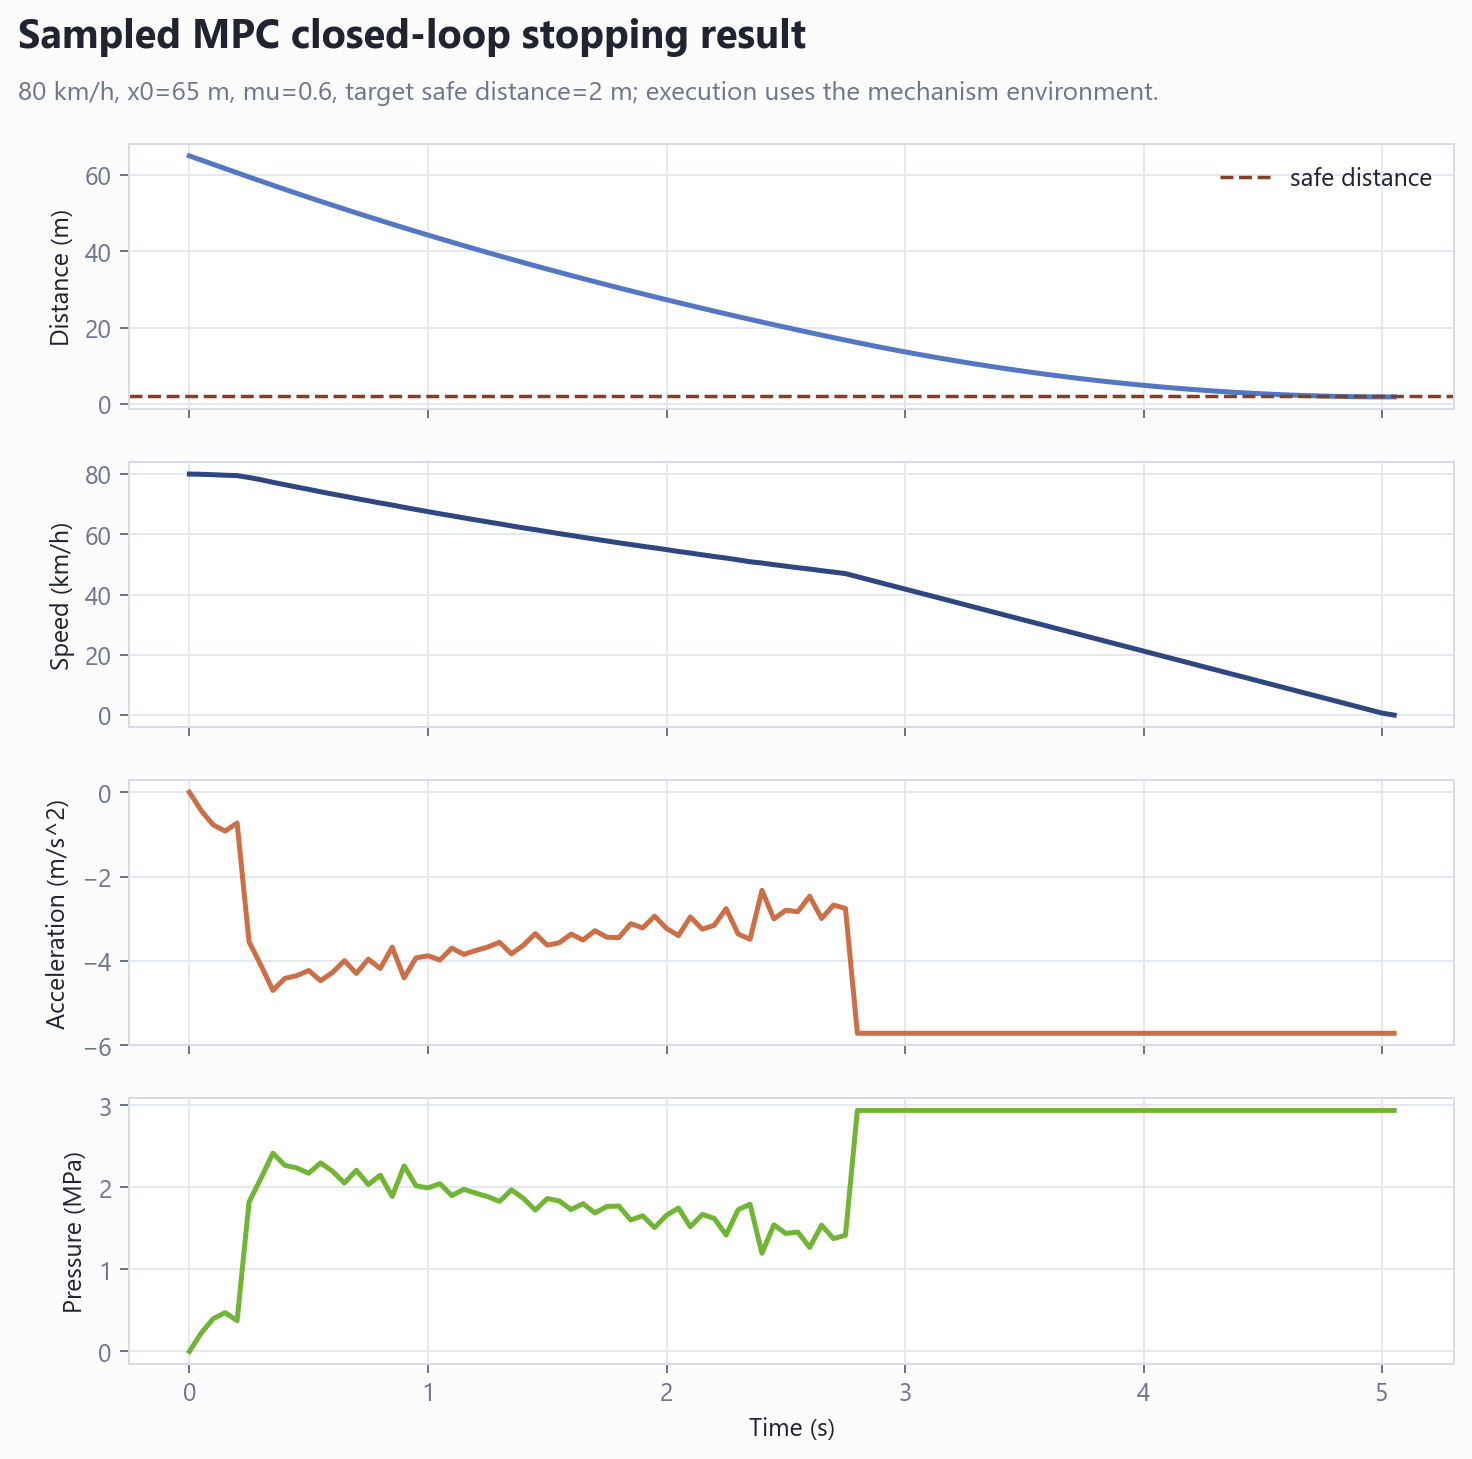 Sampled MPC closed-loop stopping result
80 km/h, x0=65 m, mu=0.6, target safe distance=2 m; execution uses the mechanism environment.
Distance (m)
60
40
20
0
safe distance
Speed (km/h)
80
60
40
20
0
Acceleration (m/s^2)
0
−2
−4
−6
Pressure (MPa)
3
2
1
0
0 1 2 3 4 5
Time (s)